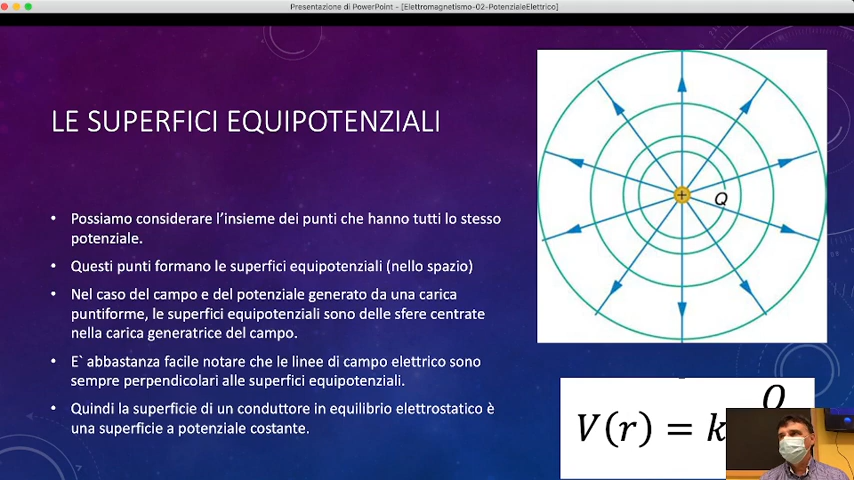 Presentazione di PowerPoint - [Elettromagnetismo-02-PotenzialeElettrico]
LE SUPERFICI EQUIPOTENZIALI
• Possiamo considerare l'insieme dei punti che hanno tutti lo stesso
potenziale.
• Questi punti formano le superfici equipotenziali (nello spazio)
• Nel caso del campo e del potenziale generato da una carica
puntiforme, le superfici equipotenziali sono delle sfere centrate
nella carica generatrice del campo.
• E` abbastanza facile notare che le linee di campo elettrico sono
sempre perpendicolari alle superfici equipotenziali.
• Quindi la superficie di un conduttore in equilibrio elettrostatico è
una superficie a potenziale costante.
+ Q
Q
V(r) = k
7